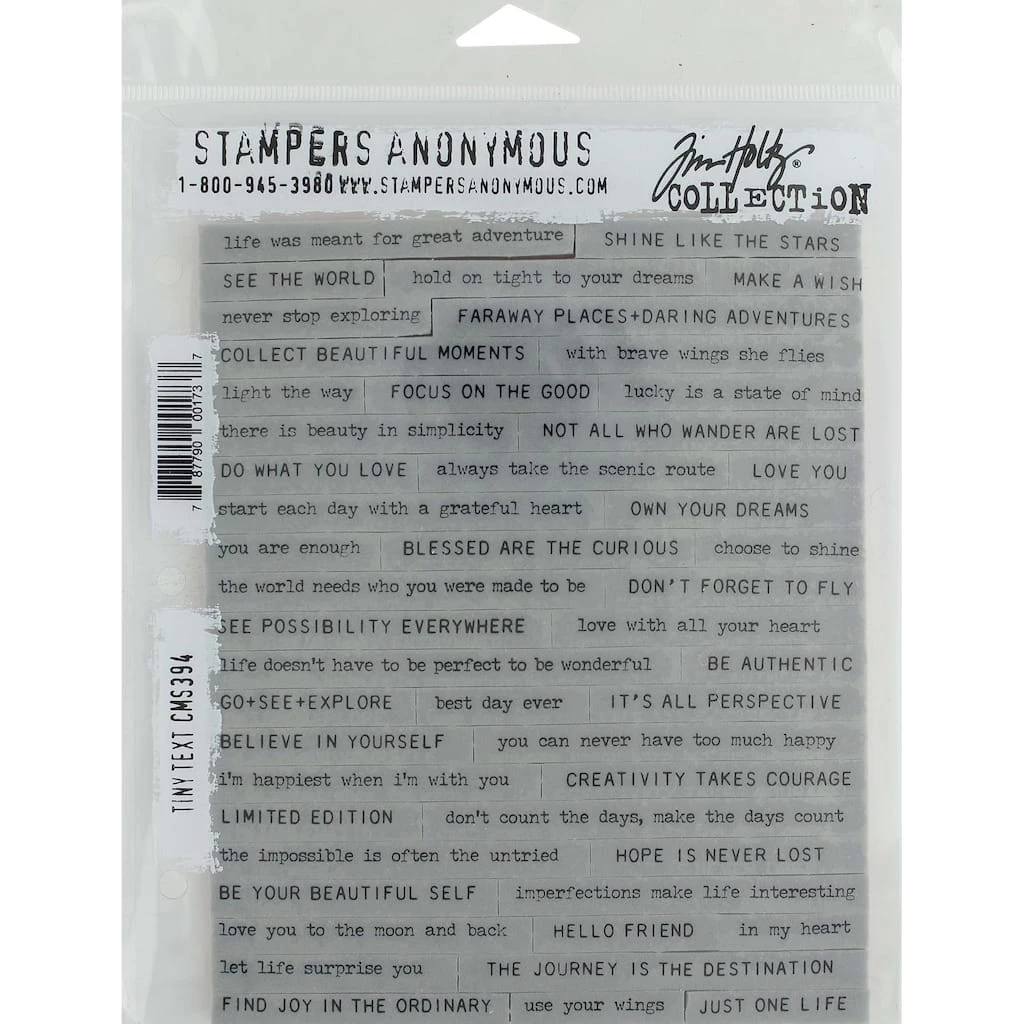 STAMPERS ANONYMOUS
1-800-945-3980 WWW.STAMPERSANONYMOUS.COM
Tim Holtz®
COLLECTION
life was meant for great adventure SHINE LIKE THE STARS
SEE THE WORLD hold on tight to your dreams MAKE A WISH
never stop exploring FARAWAY PLACES+DARING ADVENTURES
COLLECT BEAUTIFUL MOMENTS with brave wings she flies
light the way FOCUS ON THE GOOD lucky is a state of mind
there is beauty in simplicity NOT ALL WHO WANDER ARE LOST
DO WHAT YOU LOVE always take the scenic route LOVE YOU
start each day with a grateful heart OWN YOUR DREAMS
you are enough BLESSED ARE THE CURIOUS choose to shine
the world needs who you were made to be DON'T FORGET TO FLY
SEE POSSIBILITY EVERYWHERE love with all your heart
life doesn't have to be perfect to be wonderful BE AUTHENTIC
GO+SEE+EXPLORE best day ever IT'S ALL PERSPECTIVE
BELIEVE IN YOURSELF you can never have too much happy
i'm happiest when i'm with you CREATIVITY TAKES COURAGE
LIMITED EDITION don't count the days, make the days count
the impossible is often the untried HOPE IS NEVER LOST
BE YOUR BEAUTIFUL SELF imperfections make life interesting
love you to the moon and back HELLO FRIEND in my heart
let life surprise you THE JOURNEY IS THE DESTINATION
FIND JOY IN THE ORDINARY use your wings JUST ONE LIFE
7 87790 00173 7
TINY TEXT CMS394